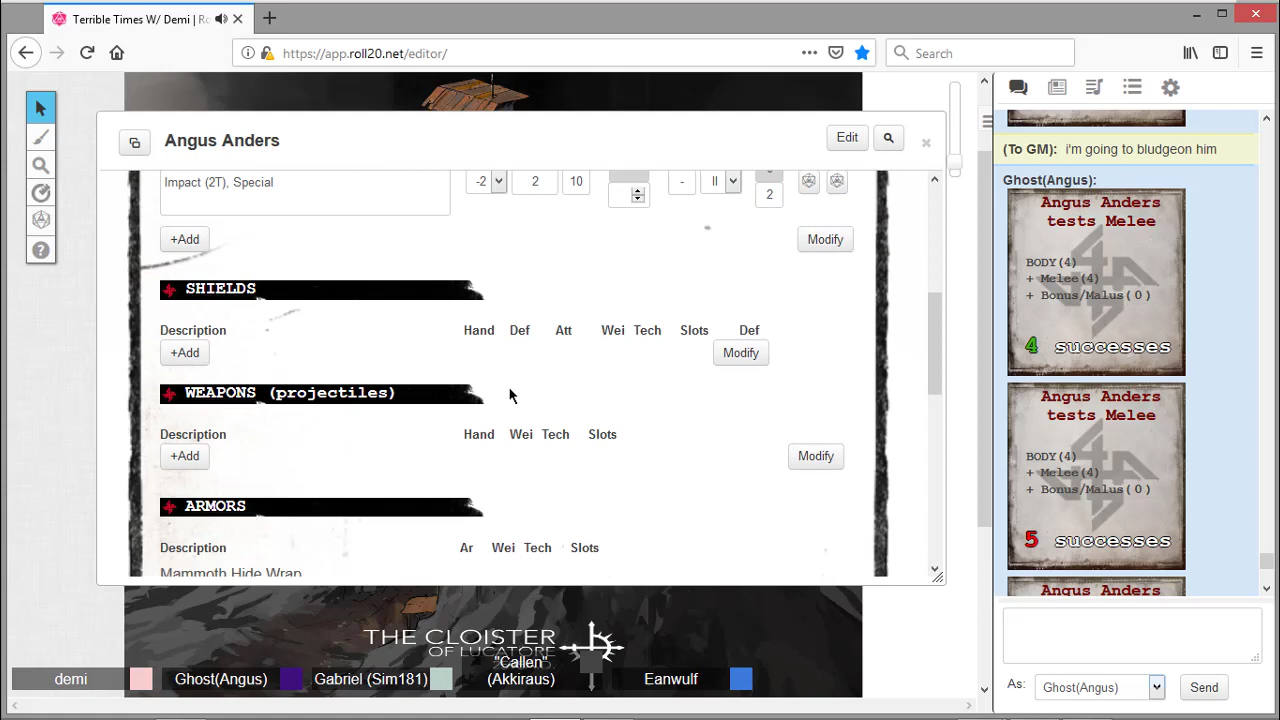 Terrible Times W/ Demi | Ro
https://app.roll20.net/editor/
Search
Angus Anders
Edit
Impact (2T), Special
-2
2
10
-
||
2
+Add
Modify
SHIELDS
Description Hand Def Att Wei Tech Slots Def
+Add
Modify
WEAPONS (projectiles)
Description Hand Wei Tech Slots
+Add
Modify
ARMORS
Description Ar Wei Tech Slots
Mammoth Hide Wrap
THE CLOISTER
OF LUCATORE
demi
Ghost(Angus)
Gabriel (Sim181)
"Callen"
(Akkiraus)
Eanwulf
(To GM): i'm going to bludgeon him
Ghost(Angus):
Angus Anders
tests Melee
BODY(4)
+ Melee(4)
+ Bonus/Malus( 0 )
4 successes
Angus Anders
tests Melee
BODY(4)
+ Melee(4)
+ Bonus/Malus( 0 )
5 successes
Angus Anders
As:
Ghost(Angus)
Send